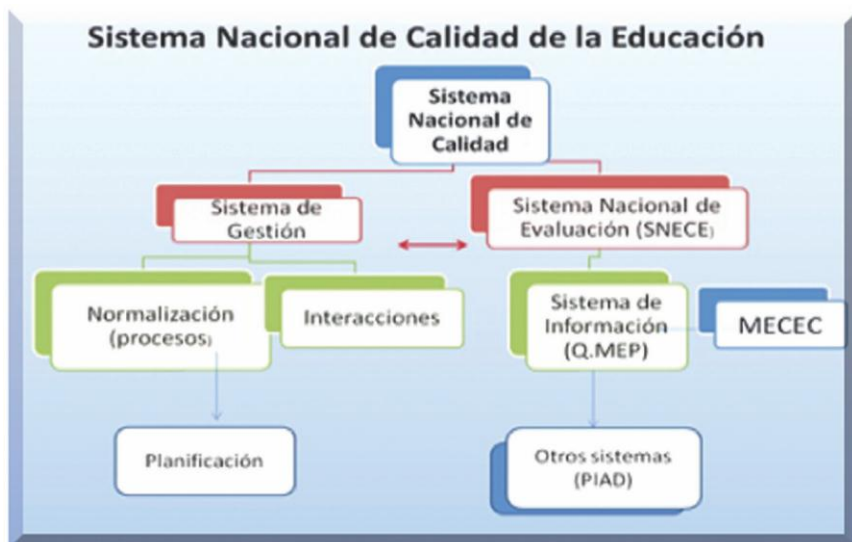 Sistema Nacional de Calidad de la Educación
Sistema
Nacional de
Calidad
Sistema de
Gestión
Sistema Nacional de
Evaluación (SNECE)
Normalización
(procesos)
Interacciones
Sistema de
Información
(Q.MEP)
MECEC
Planificación
Otros sistemas
(PIAD)